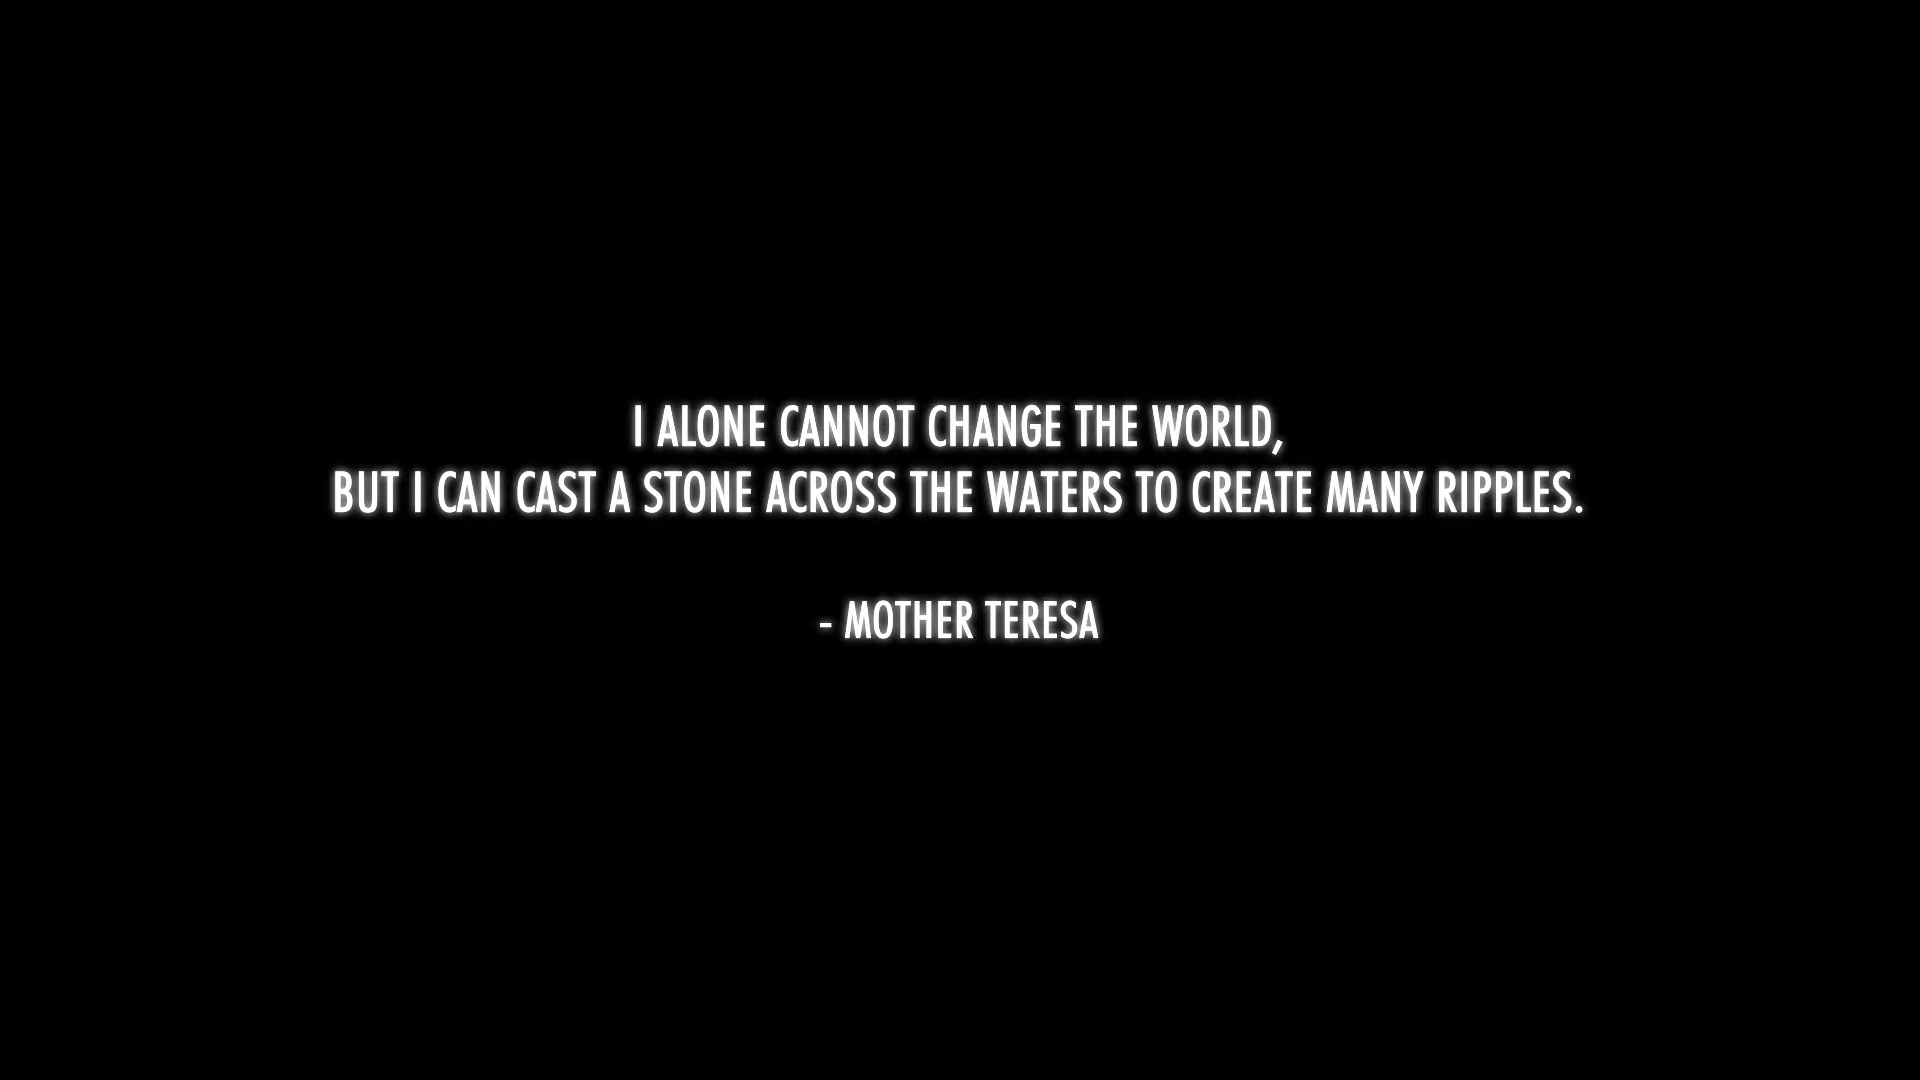 I ALONE CANNOT CHANGE THE WORLD,
BUT I CAN CAST A STONE ACROSS THE WATERS TO CREATE MANY RIPPLES.
- MOTHER TERESA